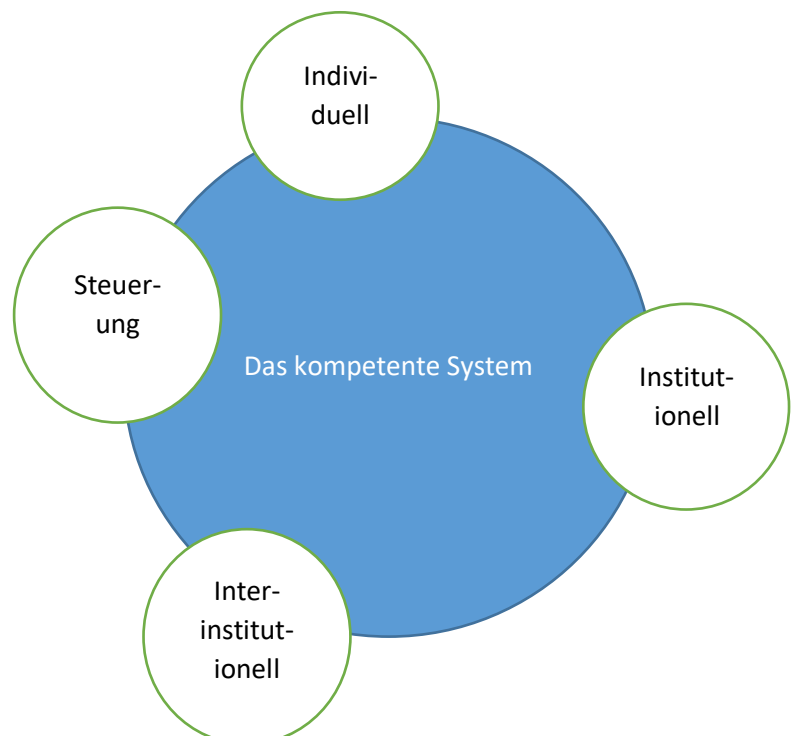 Indivi-
duell
Steuer-
ung
Das kompetente System
Institut-
ionell
Inter-
institut-
ionell